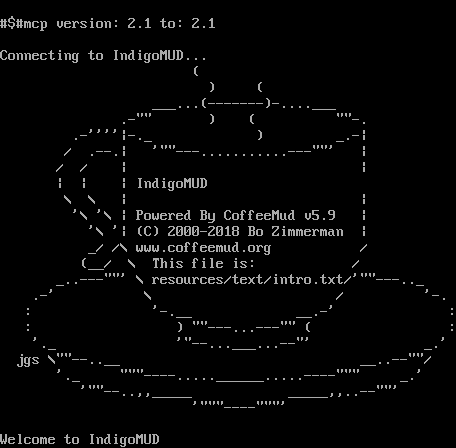 #$#mcp version: 2.1 to: 2.1
Connecting to IndigoMUD...
IndigoMUD
Powered By CoffeeMud v5.9
(C) 2000-2018 Bo Zimmerman
www.coffeemud.org
This file is:
resources/text/intro.txt/
jgs
Welcome to IndigoMUD